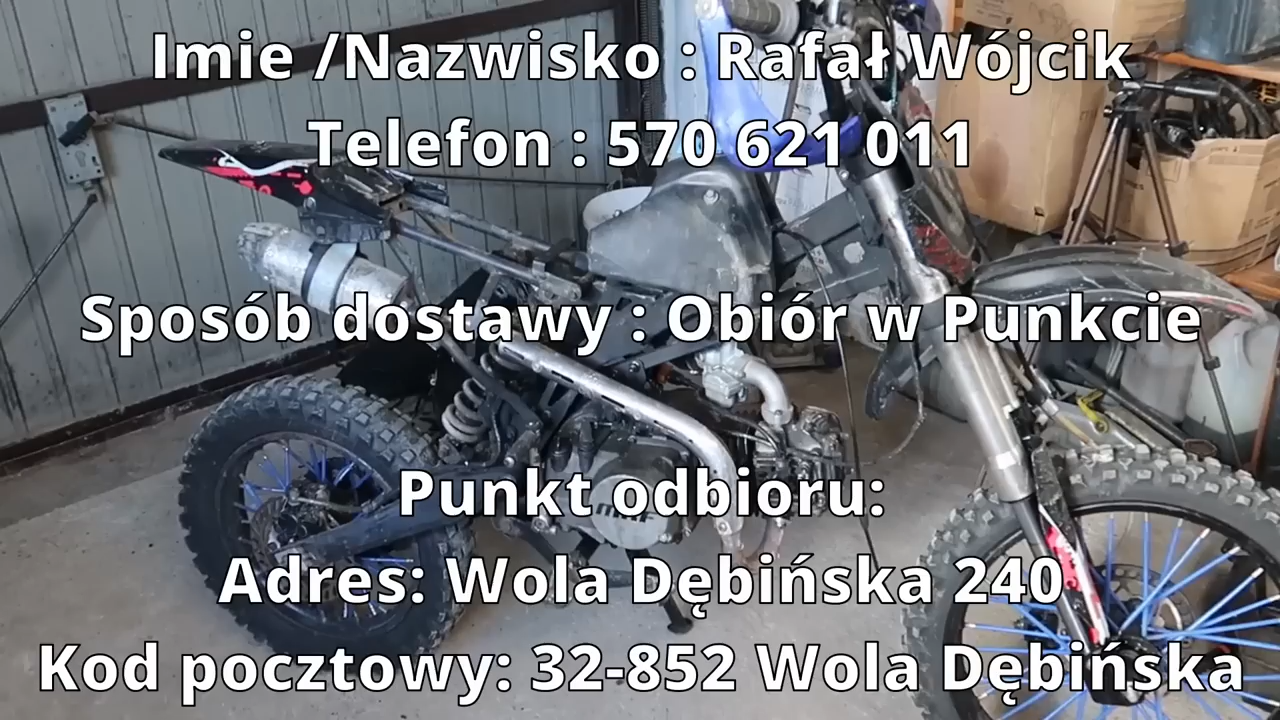 Imie /Nazwisko : Rafał Wójcik
Telefon : 570 621 011
Sposób dostawy : Obiór w Punkcie
Punkt odbioru:
Adres: Wola Dębińska 240
Kod pocztowy: 32-852 Wola Dębińska